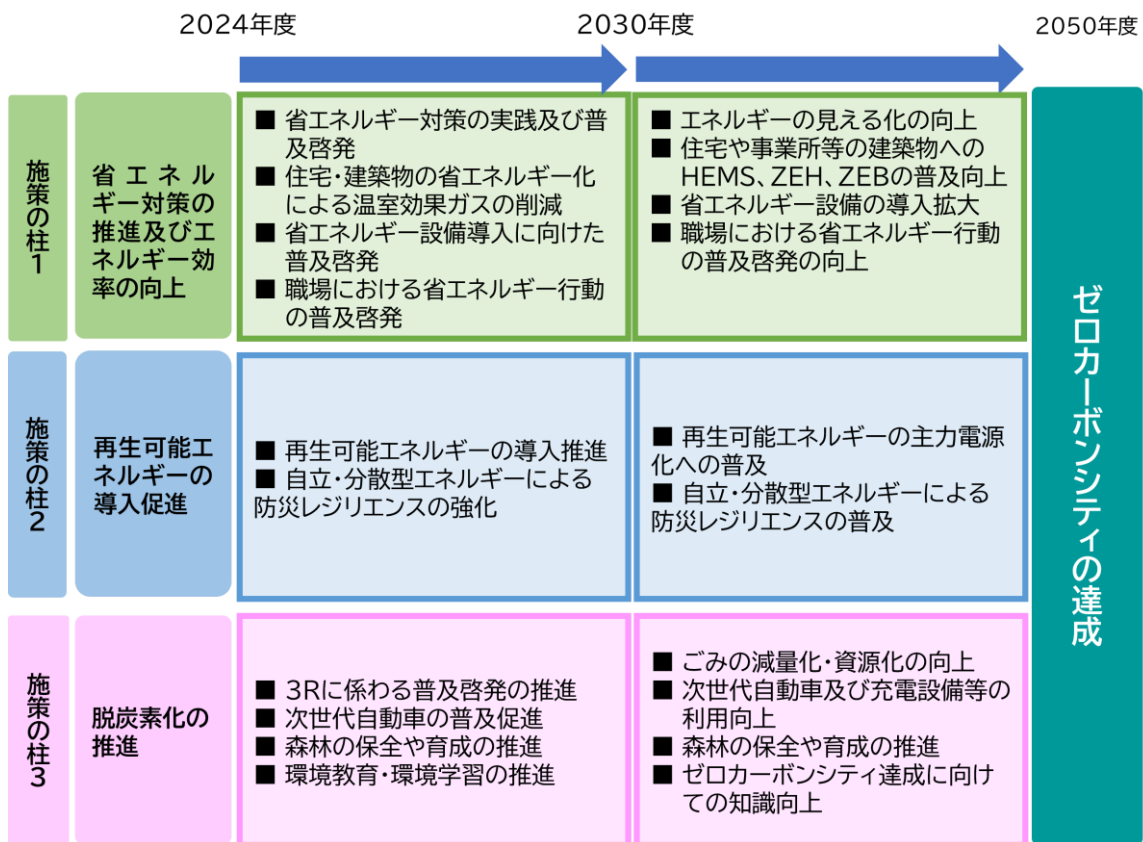 2024年度
2030年度
2050年度
施策の柱1
省エネル
ギー対策の
推進及びエ
ネルギー効
率の向上
■ 省エネルギー対策の実践及び普
及啓発
■ 住宅・建築物の省エネルギー化
による温室効果ガスの削減
■ 省エネルギー設備導入に向けた
普及啓発
■ 職場における省エネルギー行動
の普及啓発
■ エネルギーの見える化の向上
■ 住宅や事業所等の建築物への
HEMS、ZEH、ZEBの普及向上
■ 省エネルギー設備の導入拡大
■ 職場における省エネルギー行動
の普及啓発の向上
施策の柱2
再生可能エ
ネルギーの
導入促進
■ 再生可能エネルギーの導入推進
■ 自立・分散型エネルギーによる
防災レジリエンスの強化
■ 再生可能エネルギーの主力電源
化への普及
■ 自立・分散型エネルギーによる
防災レジリエンスの普及
施策の柱3
脱炭素化の
推進
■ 3Rに係わる普及啓発の推進
■ 次世代自動車の普及促進
■ 森林の保全や育成の推進
■ 環境教育・環境学習の推進
■ ごみの減量化・資源化の向上
■ 次世代自動車及び充電設備等の
利用向上
■ 森林の保全や育成の推進
■ ゼロカーボンシティ達成に向け
ての知識向上
ゼロカーボンシティの達成